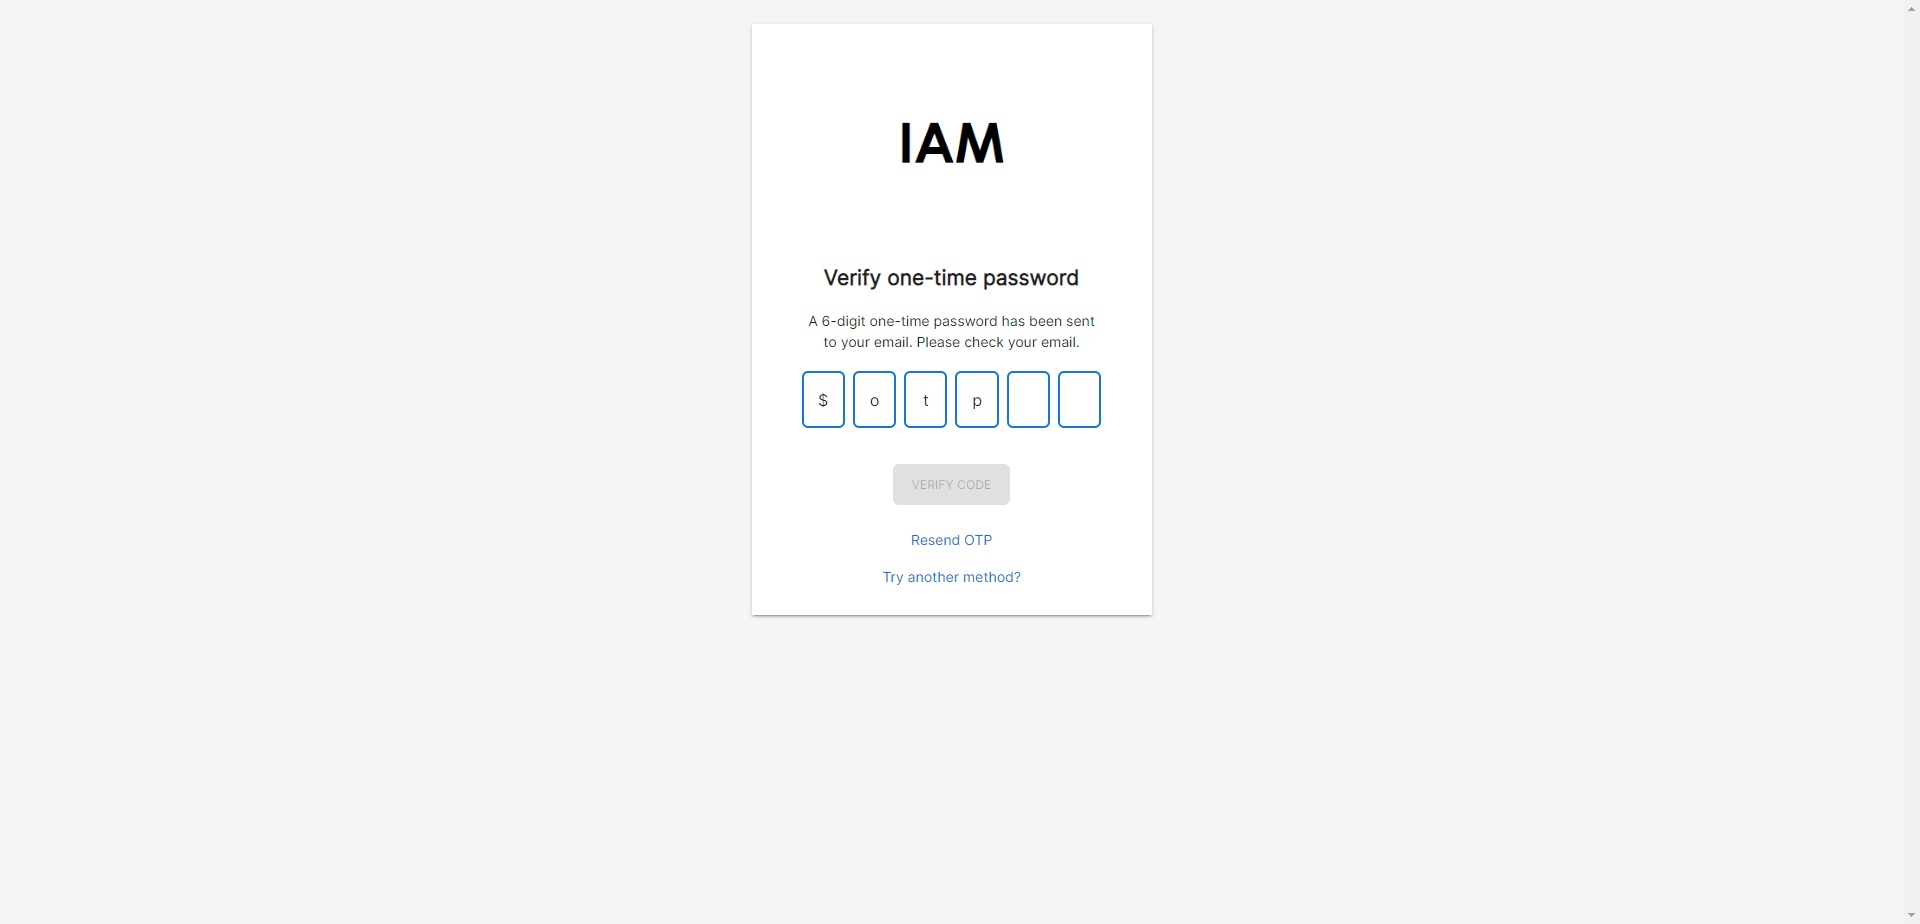 IAM
Verify one-time password
A 6-digit one-time password has been sent
to your email. Please check your email.
$ o t p
VERIFY CODE
Resend OTP
Try another method?